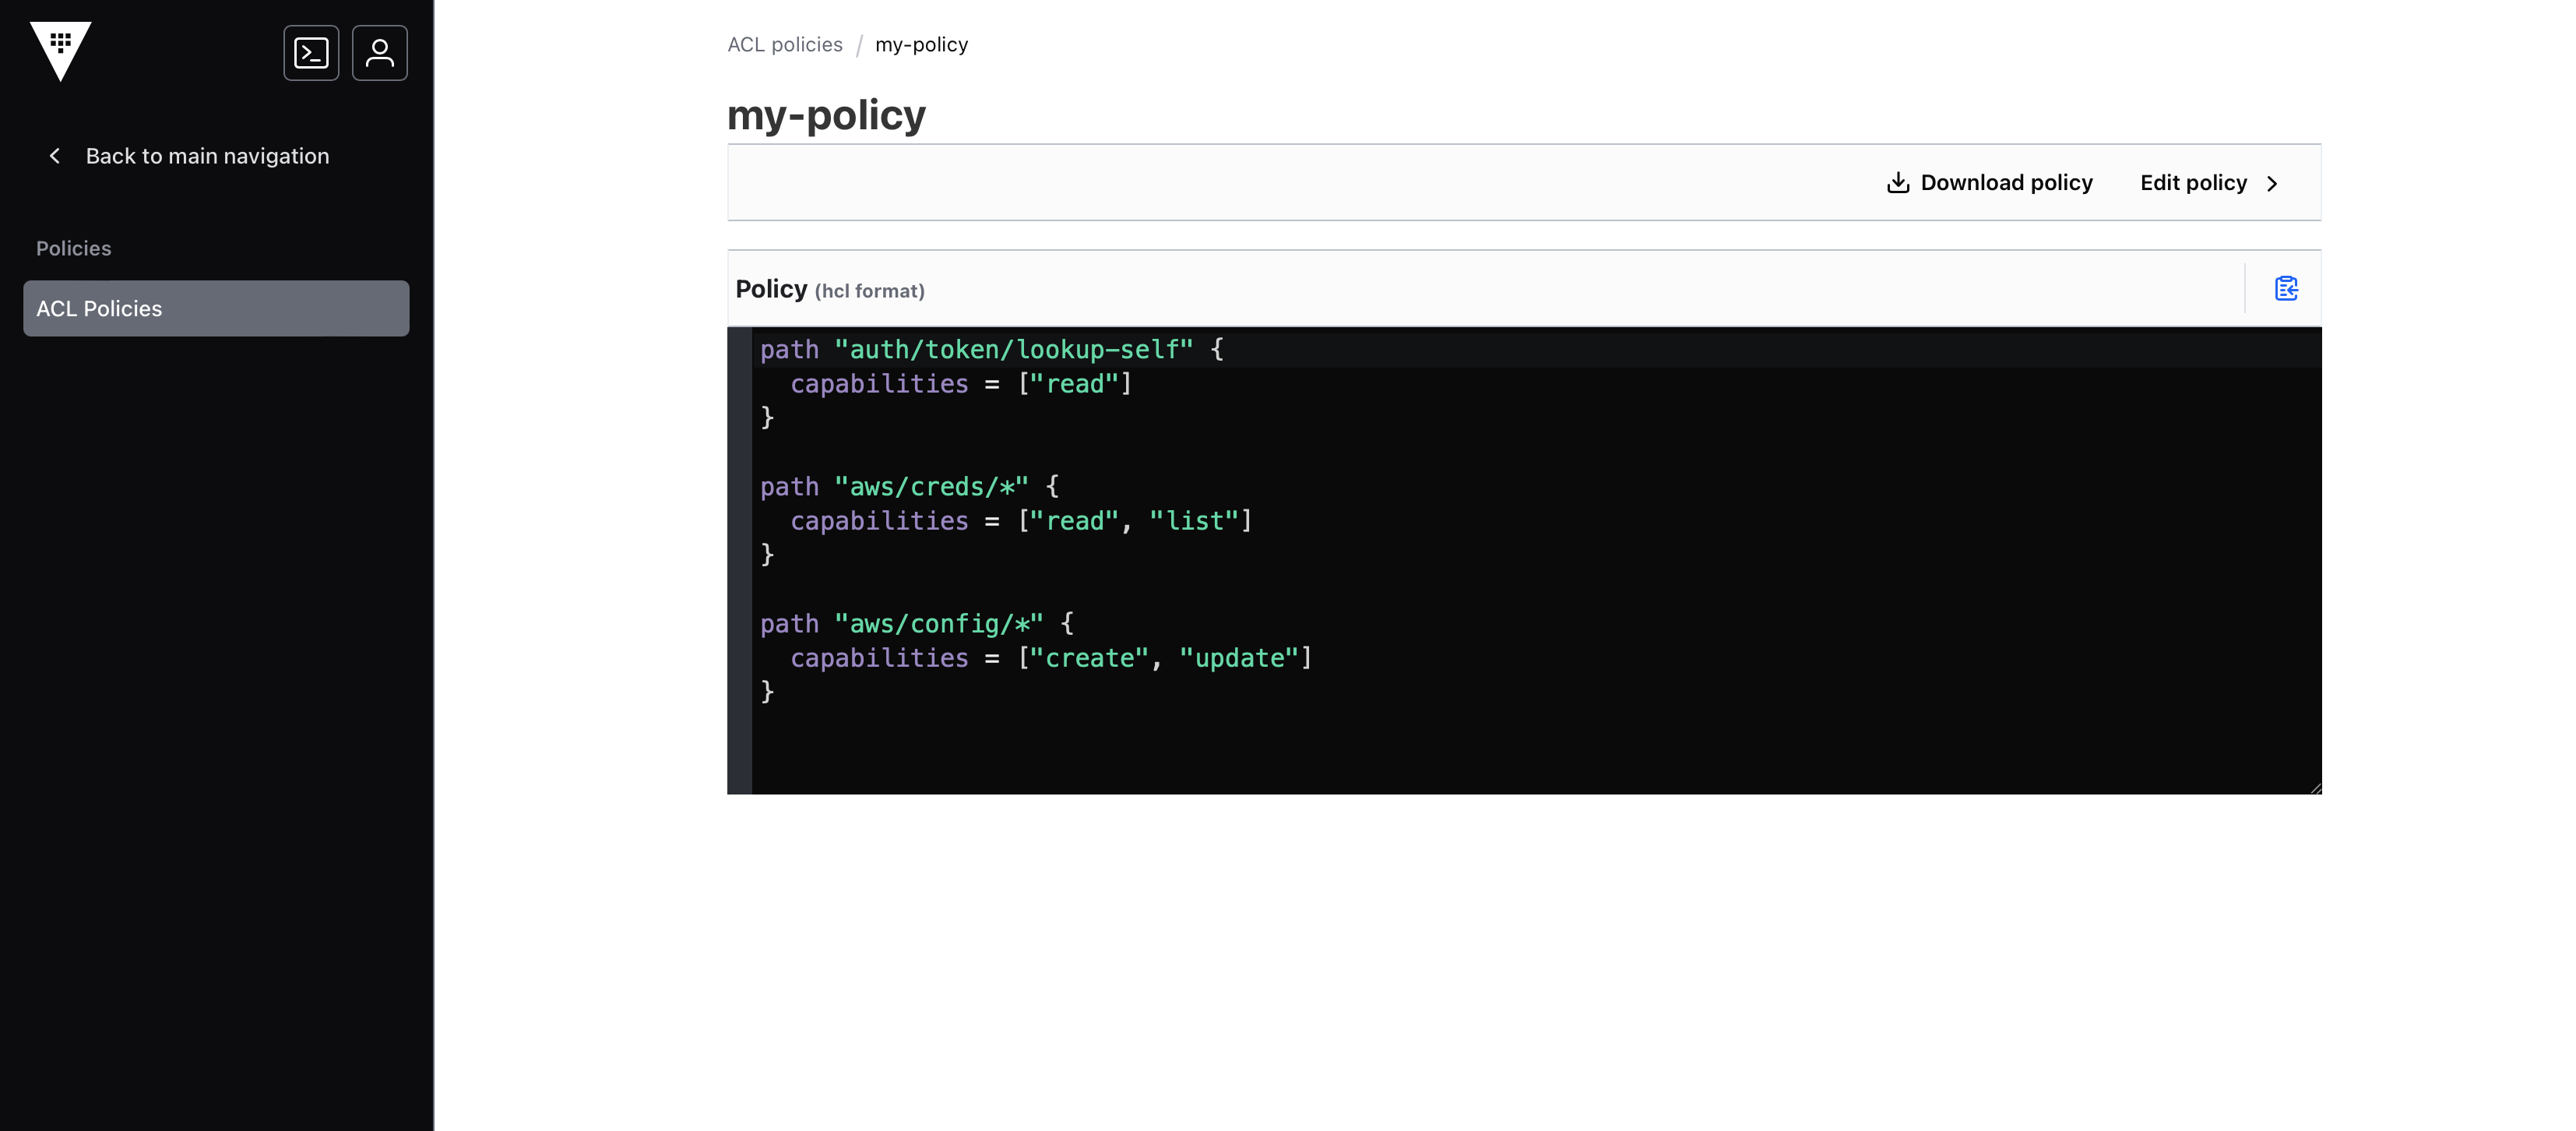 Back to main navigation
Policies
ACL Policies
ACL policies / my-policy
my-policy
Download policy Edit policy
Policy (hcl format)
path "auth/token/lookup-self" {
  capabilities = ["read"]
}
path "aws/creds/*" {
  capabilities = ["read", "list"]
}
path "aws/config/*" {
  capabilities = ["create", "update"]
}